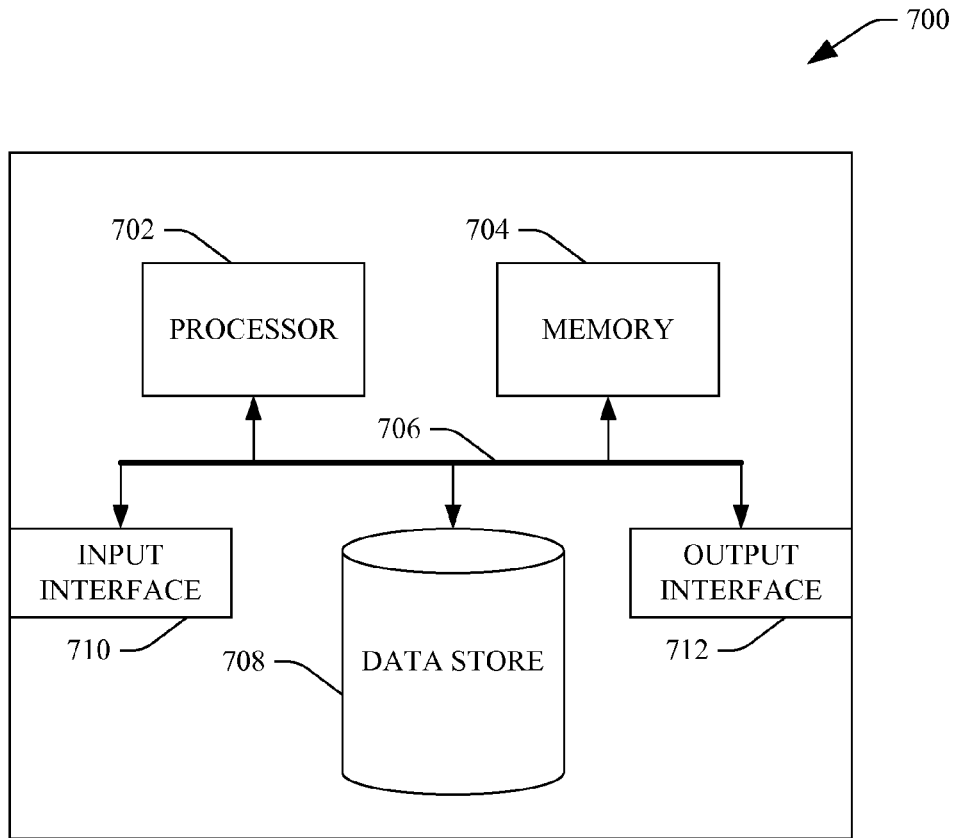 700
702
704
PROCESSOR
MEMORY
706
INPUT
INTERFACE
OUTPUT
INTERFACE
710
708
DATA STORE
712